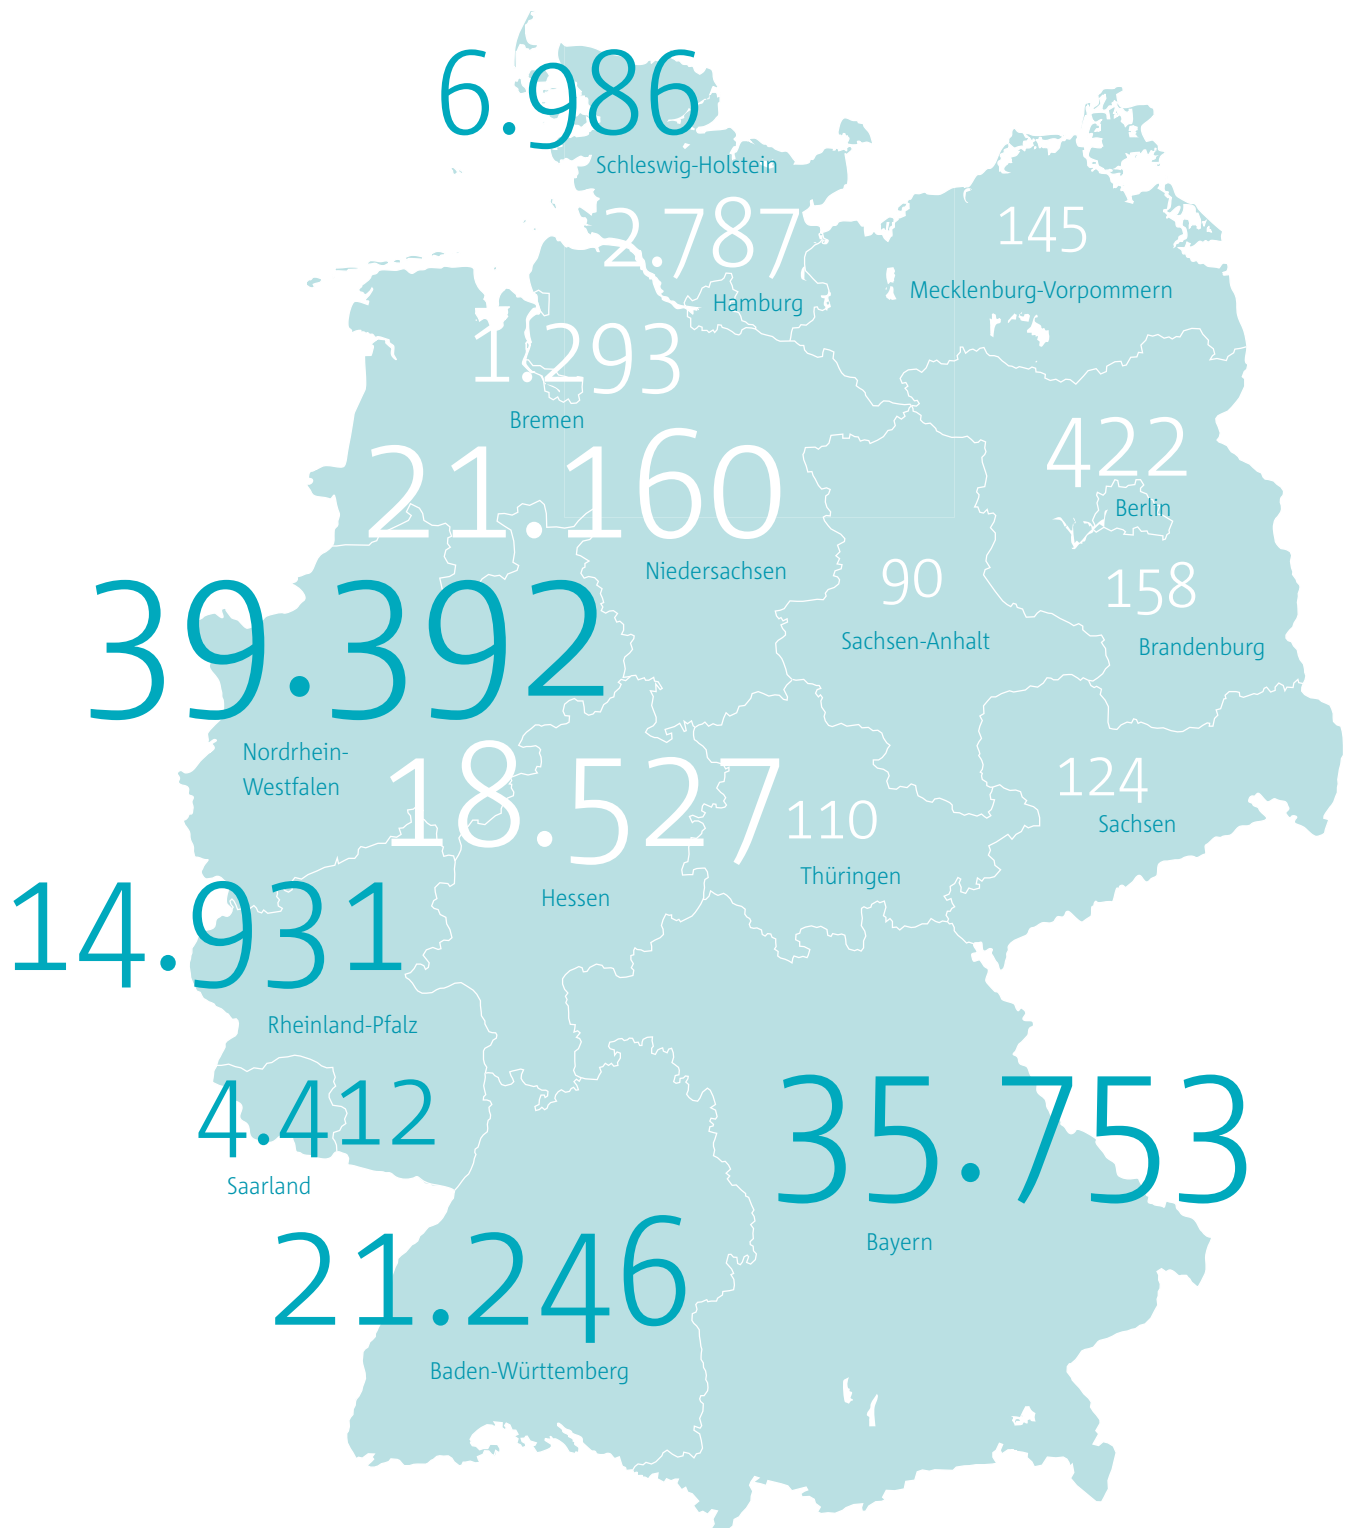 6.986
Schleswig-Holstein
2.787
Hamburg
145
Mecklenburg-Vorpommern
1.293
Bremen
21.160
Niedersachsen
422
Berlin
90
Sachsen-Anhalt
158
Brandenburg
39.392
Nordrhein-
Westfalen
18.527
Hessen
110
Thüringen
124
Sachsen
14.931
Rheinland-Pfalz
4.412
Saarland
35.753
Bayern
21.246
Baden-Württemberg